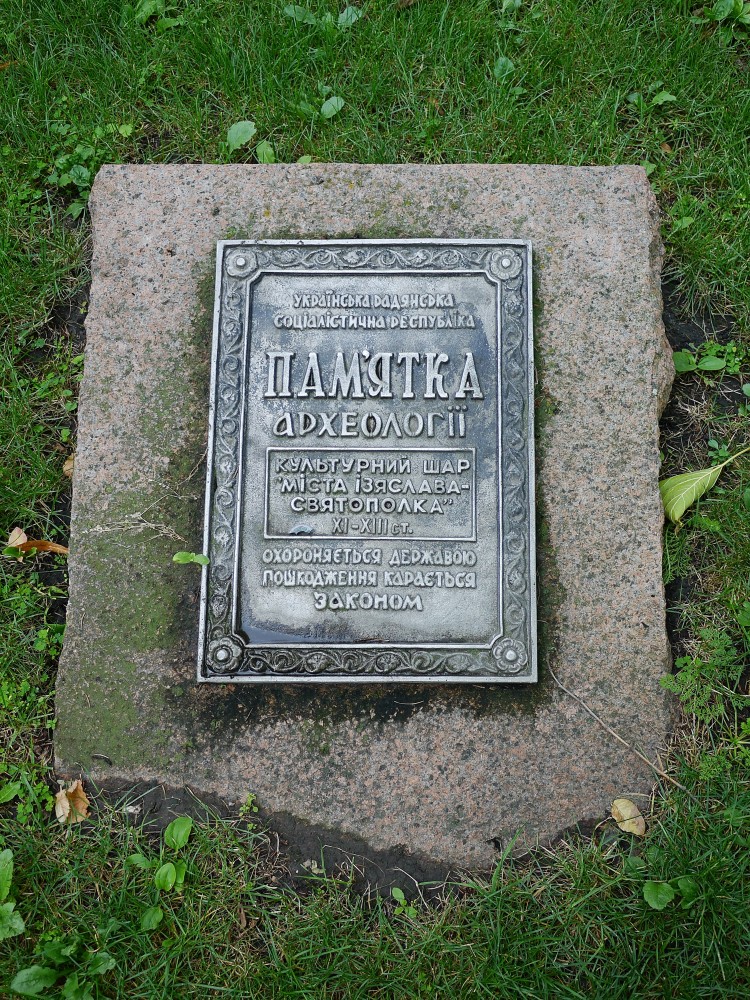 УКРАЇНСЬКА РАДЯНСЬКА
СОЦІАЛІСТИЧНА РЕСПУБЛІКА
ПАМ'ЯТКА
АРХЕОЛОГІЇ
КУЛЬТУРНИЙ ШАР
"МІСТА ІЗЯСЛАВА-
СВЯТОПОЛКА"
XI-XIII СТ.
ОХОРОНЯЄТЬСЯ ДЕРЖАВОЮ
ПОШКОДЖЕННЯ КАРАЄТЬСЯ
ЗАКОНОМ